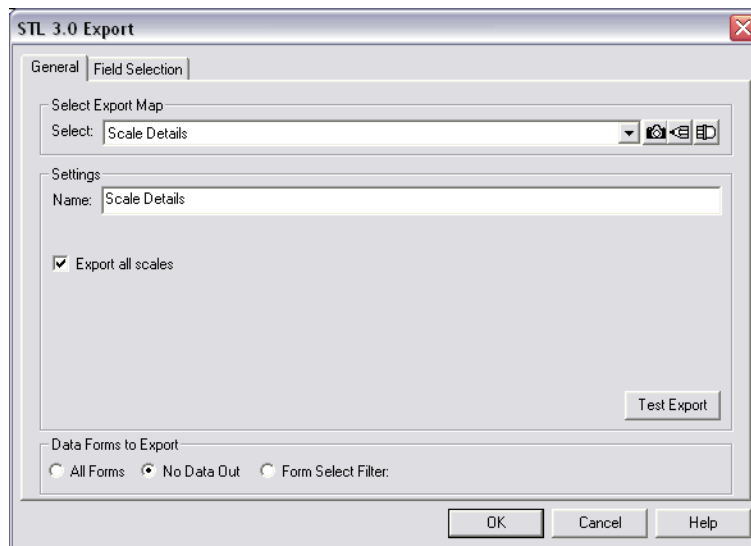 STL 3.0 Export
General Field Selection
Select Export Map
Select: Scale Details
Settings
Name: Scale Details
Export all scales
Test Export
Data Forms to Export
All Forms No Data Out Form Select Filter:
OK Cancel Help